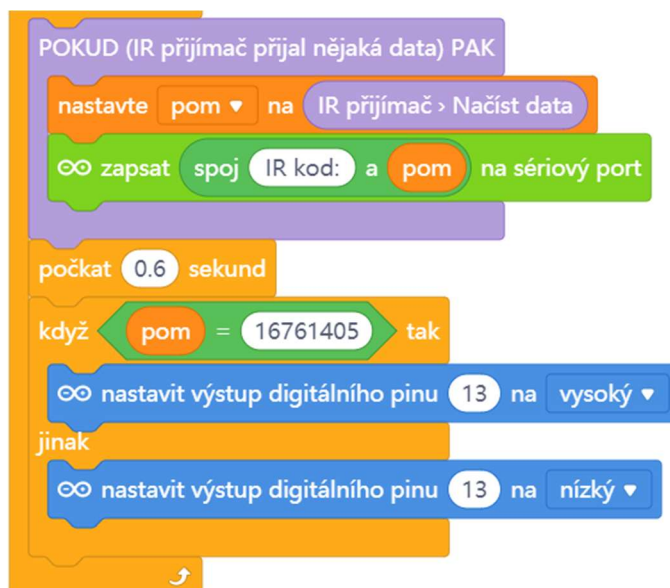 POKUD (IR přijímač přijal nějaká data) PAK
nastavte pom na IR přijímač › Načíst data
zapsat spoj IR kod: a pom na sériový port
počkat 0.6 sekund
když pom = 16761405 tak
nastavit výstup digitálního pinu 13 na vysoký
jinak
nastavit výstup digitálního pinu 13 na nízký